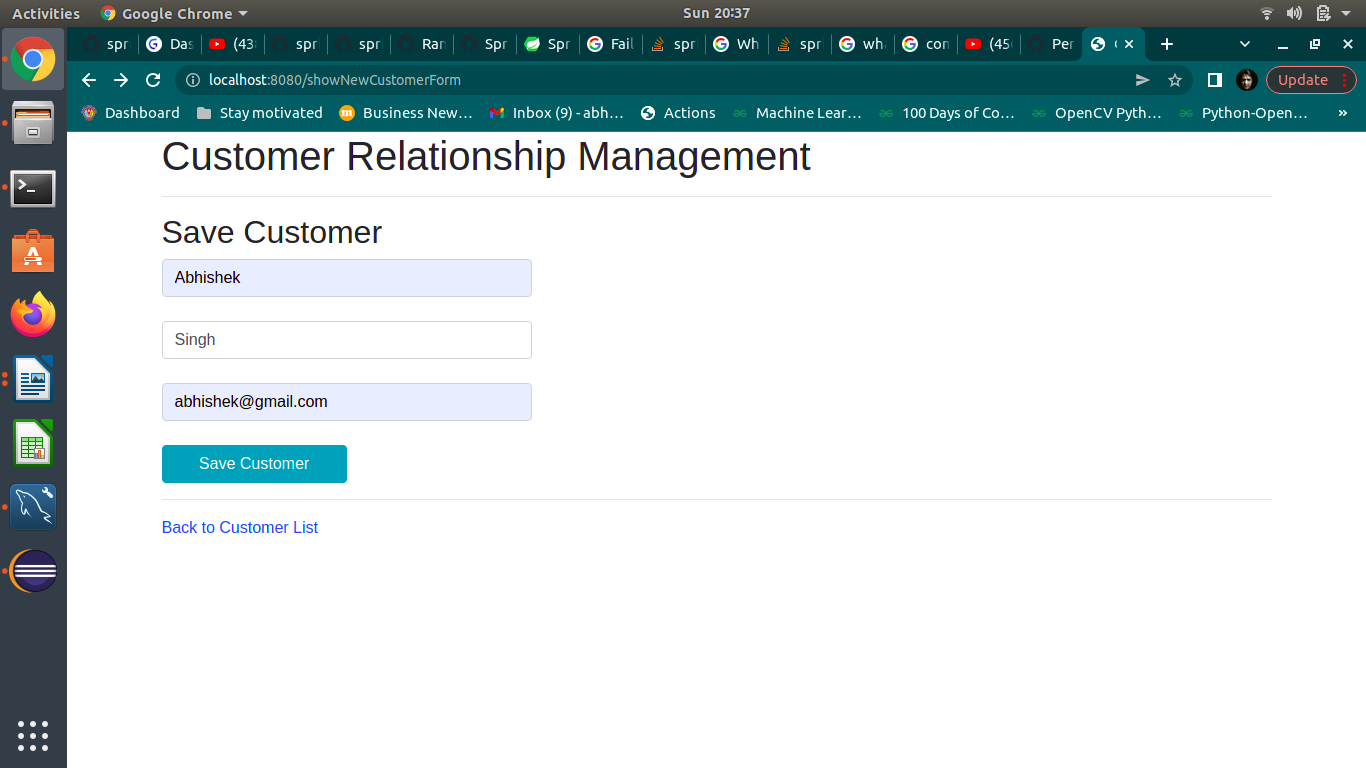 Activities Google Chrome Sun 20:37
spr Das (43 spr spr Ran Spr Spr Fail spr Wh spr wha con (45 Per
localhost:8080/showNewCustomerForm Update
Dashboard Stay motivated Business New... Inbox (9) - abh... Actions Machine Lear... 100 Days of Co... OpenCV Pyth... Python-Open... »
Customer Relationship Management
Save Customer
Abhishek
Singh
abhishek@gmail.com
Save Customer
Back to Customer List